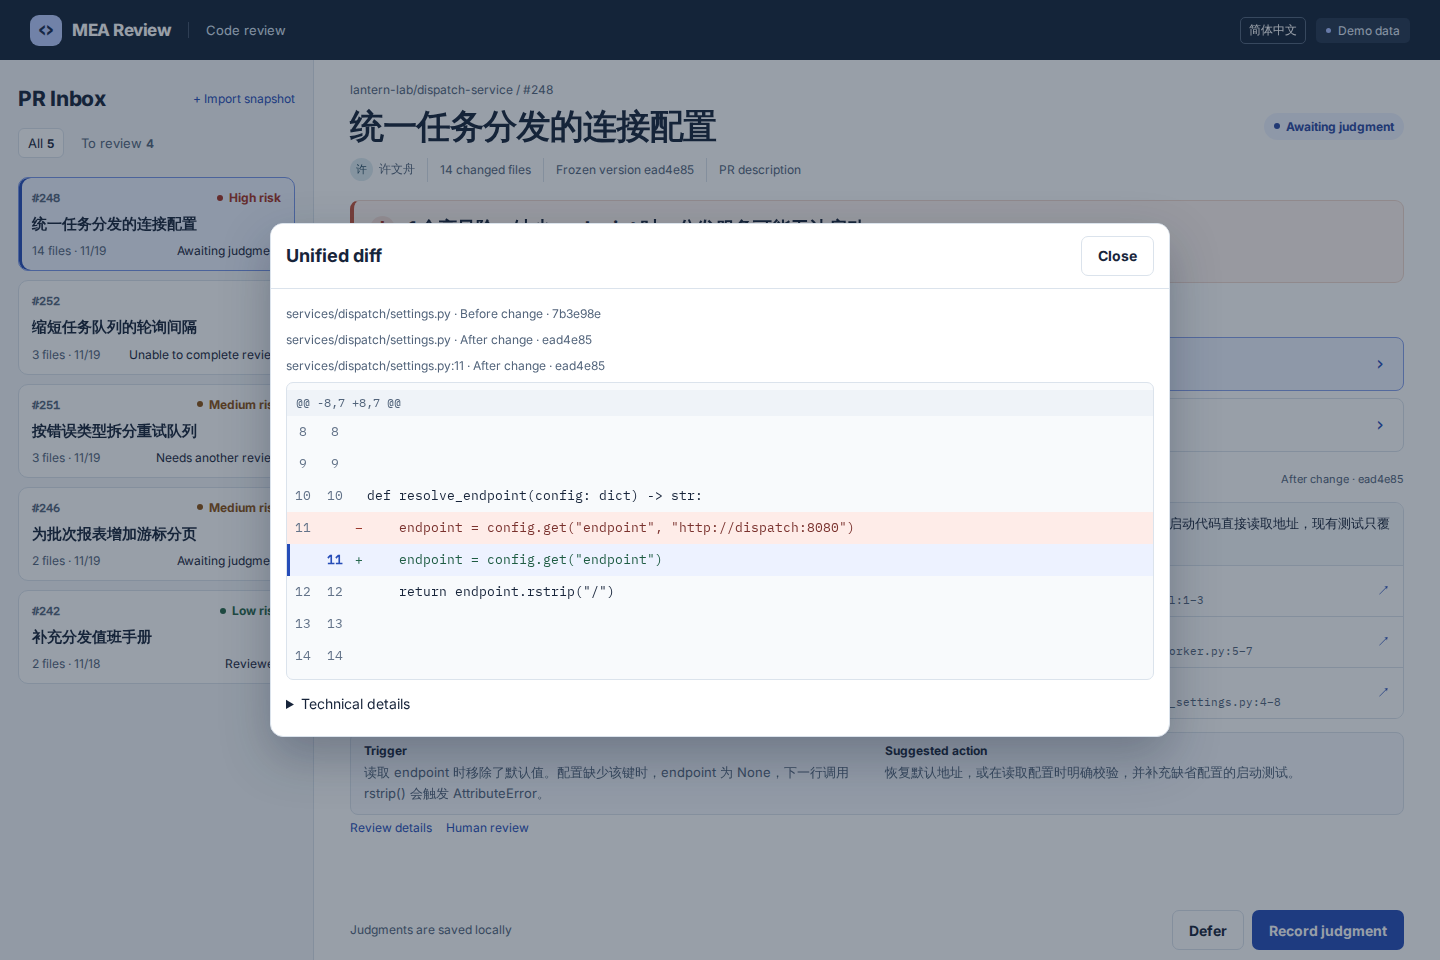 MEA Review
Code review
简体中文
Demo data
PR Inbox
+ Import snapshot
All 5
To review 4
#248
High risk
统一任务分发的连接配置
14 files · 11/19
Awaiting judgme
#252
缩短任务队列的轮询间隔
3 files · 11/19
Unable to complete revie
#251
Medium ris
按错误类型拆分重试队列
3 files · 11/19
Needs another revie
#246
Medium ris
为批次报表增加游标分页
2 files · 11/19
Awaiting judgme
#242
Low ris
补充分发值班手册
2 files · 11/18
Reviewe
lantern-lab/dispatch-service / #248
统一任务分发的连接配置
Awaiting judgment
许 许文舟
14 changed files
Frozen version ead4e85
PR description
Unified diff
Close
services/dispatch/settings.py · Before change · 7b3e98e
services/dispatch/settings.py · After change · ead4e85
services/dispatch/settings.py:11 · After change · ead4e85
@@ -8,7 +8,7 @@
8 8
9 9
10 10 def resolve_endpoint(config: dict) -> str:
11 − endpoint = config.get("endpoint", "http://dispatch:8080")
11 + endpoint = config.get("endpoint")
12 12 return endpoint.rstrip("/")
13 13
14 14
Technical details
After change · ead4e85
启动代码直接读取地址，现有测试只覆
l:1–3
orker.py:5–7
_settings.py:4–8
Trigger
读取 endpoint 时移除了默认值。配置缺少该键时，endpoint 为 None，下一行调用
rstrip() 会触发 AttributeError。
Suggested action
恢复默认地址，或在读取配置时明确校验，并补充缺省配置的启动测试。
Review details
Human review
Judgments are saved locally
Defer
Record judgment